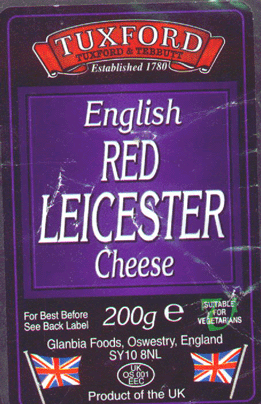 TUXFORD
TUXFORD & TEBBUTT
Established 1780
English
RED
LEICESTER
Cheese
For Best Before
See Back Label
200g e
SUITABLE
FOR
VEGETARIANS
Glanbia Foods, Oswestry, England
SY10 8NL
UK
OS 001
EEC
Product of the UK